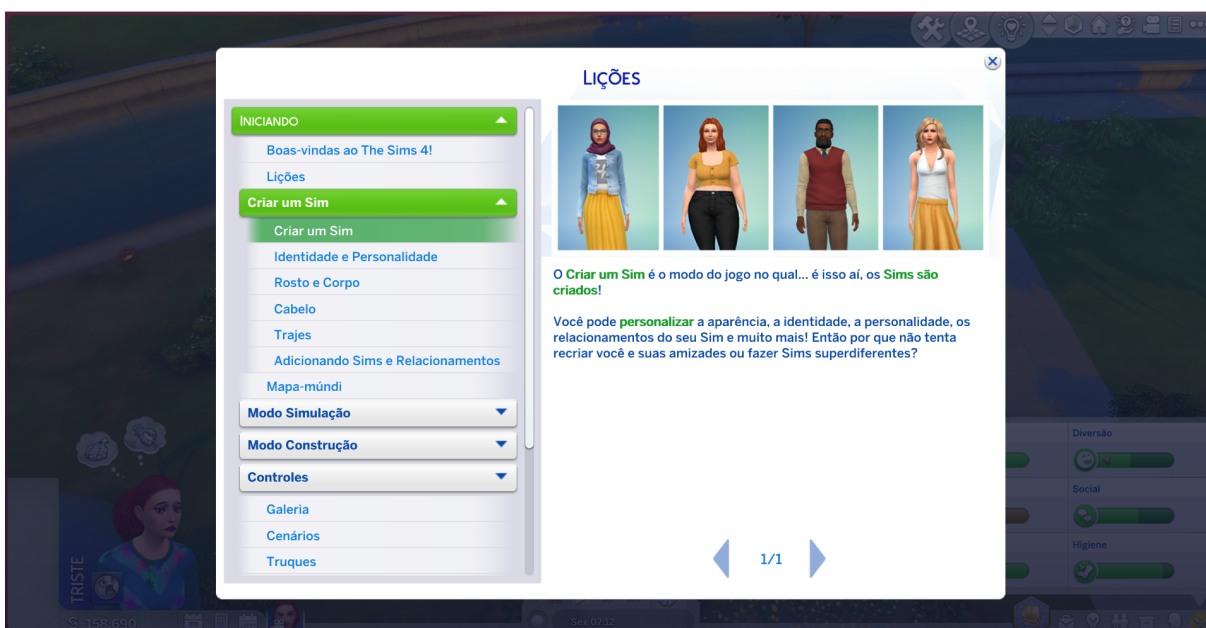 LIÇÕES
INICIANDO
Boas-vindas ao The Sims 4!
Lições
Criar um Sim
Criar um Sim
Identidade e Personalidade
Rosto e Corpo
Cabelo
Trajes
Adicionando Sims e Relacionamentos
Mapa-múndi
Modo Simulação
Modo Construção
Controles
Galeria
Cenários
Truques
O Criar um Sim é o modo do jogo no qual... é isso aí, os Sims são
criados!
Você pode personalizar a aparência, a identidade, a personalidade, os
relacionamentos do seu Sim e muito mais! Então por que não tenta
recriar você e suas amizades ou fazer Sims superdiferentes?
1/1
Diversão
Social
Higiene
TRISTE
S 158.690
Sex 07:12